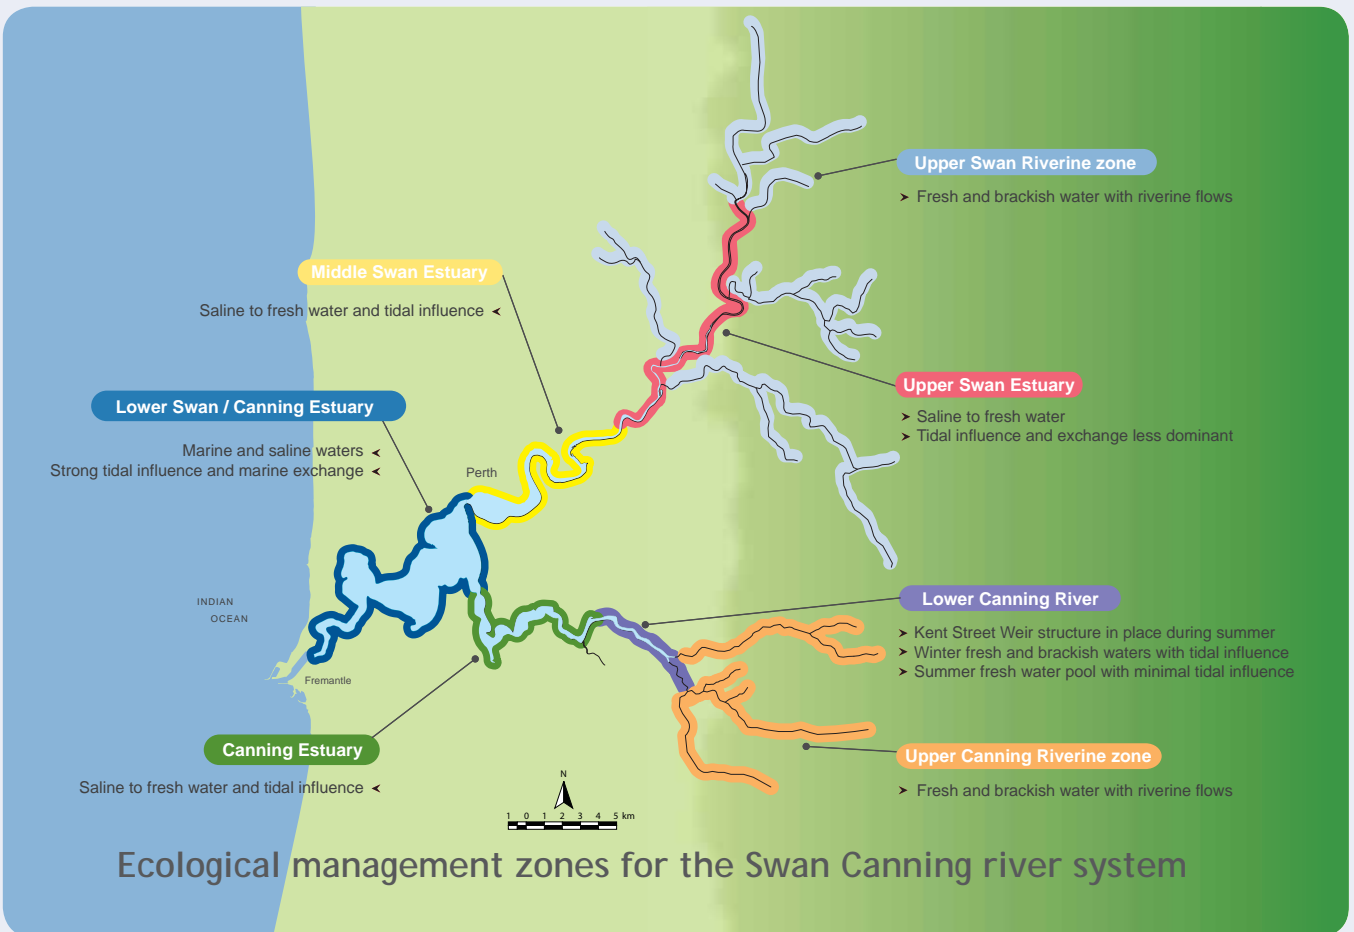 Upper Swan Riverine zone
Fresh and brackish water with riverine flows
Middle Swan Estuary
Saline to fresh water and tidal influence
Upper Swan Estuary
Saline to fresh water
Tidal influence and exchange less dominant
Lower Swan / Canning Estuary
Marine and saline waters
Strong tidal influence and marine exchange
Perth
INDIAN
OCEAN
Fremantle
Lower Canning River
Kent Street Weir structure in place during summer
Winter fresh and brackish waters with tidal influence
Summer fresh water pool with minimal tidal influence
Canning Estuary
Saline to fresh water and tidal influence
Upper Canning Riverine zone
Fresh and brackish water with riverine flows
N
1 0 1 2 3 4 5 km
Ecological management zones for the Swan Canning river system